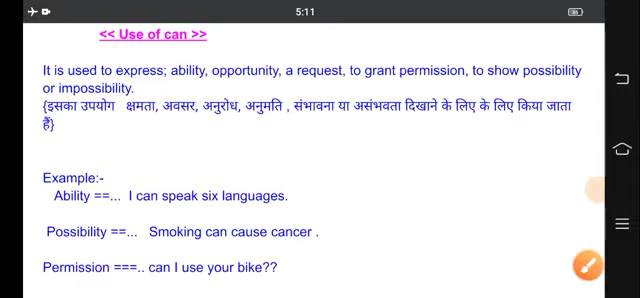 5:11
<< Use of can >>
It is used to express; ability, opportunity, a request, to grant permission, to show possibility
or impossibility.
{इसका उपयोग क्षमता, अवसर, अनुरोध, अनुमति , संभावना या असंभवता दिखाने के लिए के लिए किया जाता
हैं}
Example:-
Ability ==... I can speak six languages.
Possibility ==... Smoking can cause cancer .
Permission ===.. can I use your bike??